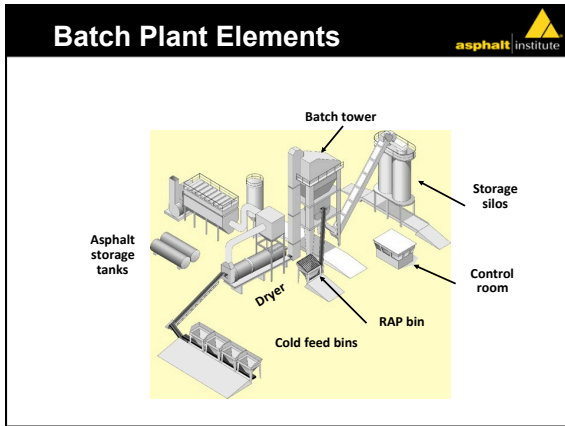 Batch Plant Elements
asphalt institute
Batch tower
Storage
silos
Asphalt
storage
tanks
Control
room
Dryer
RAP bin
Cold feed bins